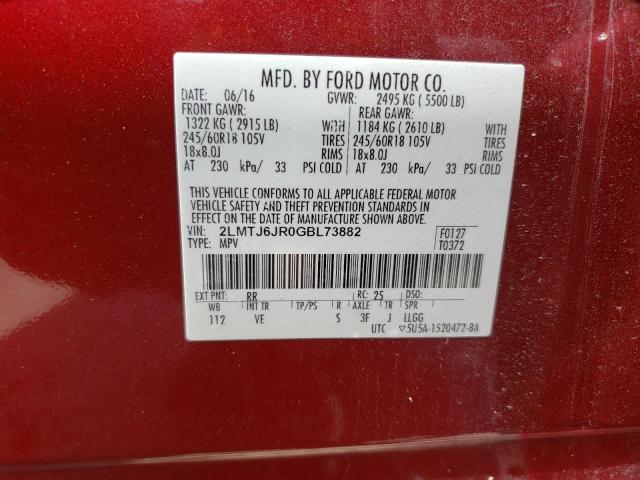 MFD. BY FORD MOTOR CO.
DATE: 06/16 GVWR: 2495 KG ( 5500 LB)
FRONT GAWR: REAR GAWR:
1322 KG ( 2915 LB) WITH 1184 KG ( 2610 LB) WITH
245/60R18 105V TIRES 245/60R18 105V TIRES
18x8.0J RIMS 18x8.0J RIMS
AT 230 kPa/ 33 PSI COLD AT 230 kPa/ 33 PSI COLD
THIS VEHICLE CONFORMS TO ALL APPLICABLE FEDERAL MOTOR
VEHICLE SAFETY AND THEFT PREVENTION STANDARDS IN
EFFECT ON THE DATE OF MANUFACTURE SHOWN ABOVE.
VIN: 2LMTJ6JR0GBL73882 F0127
TYPE: MPV T0372
EXT PNT: RR RC: 25 DSO:
WB INT TR TP/PS R AXLE TR SPR
112 VE S 3F J LLGG
UTC ▽5U5A-1520472-BA